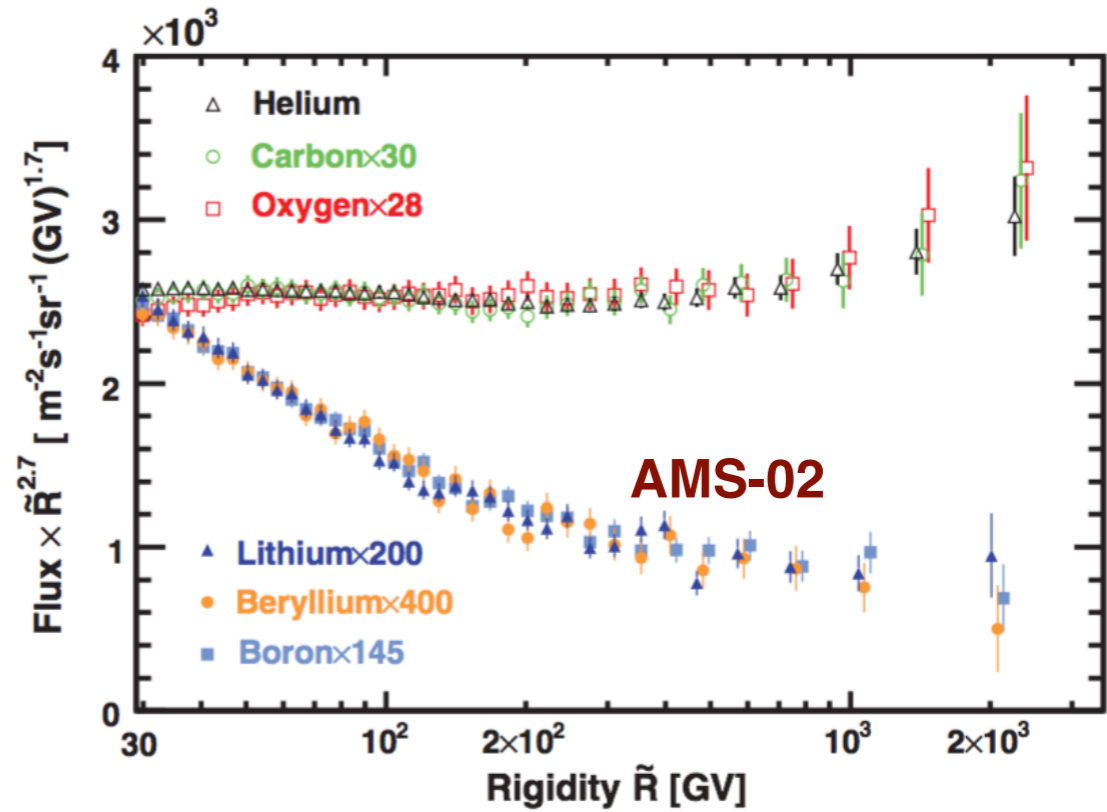 ×10³
4
3
2
1
0
Flux × R̃^2.7 [ m⁻²s⁻¹sr⁻¹(GV)^1.7]
Helium
Carbon×30
Oxygen×28
AMS-02
Lithium×200
Beryllium×400
Boron×145
30 10² 2×10² 10³ 2×10³
Rigidity R̃ [GV]